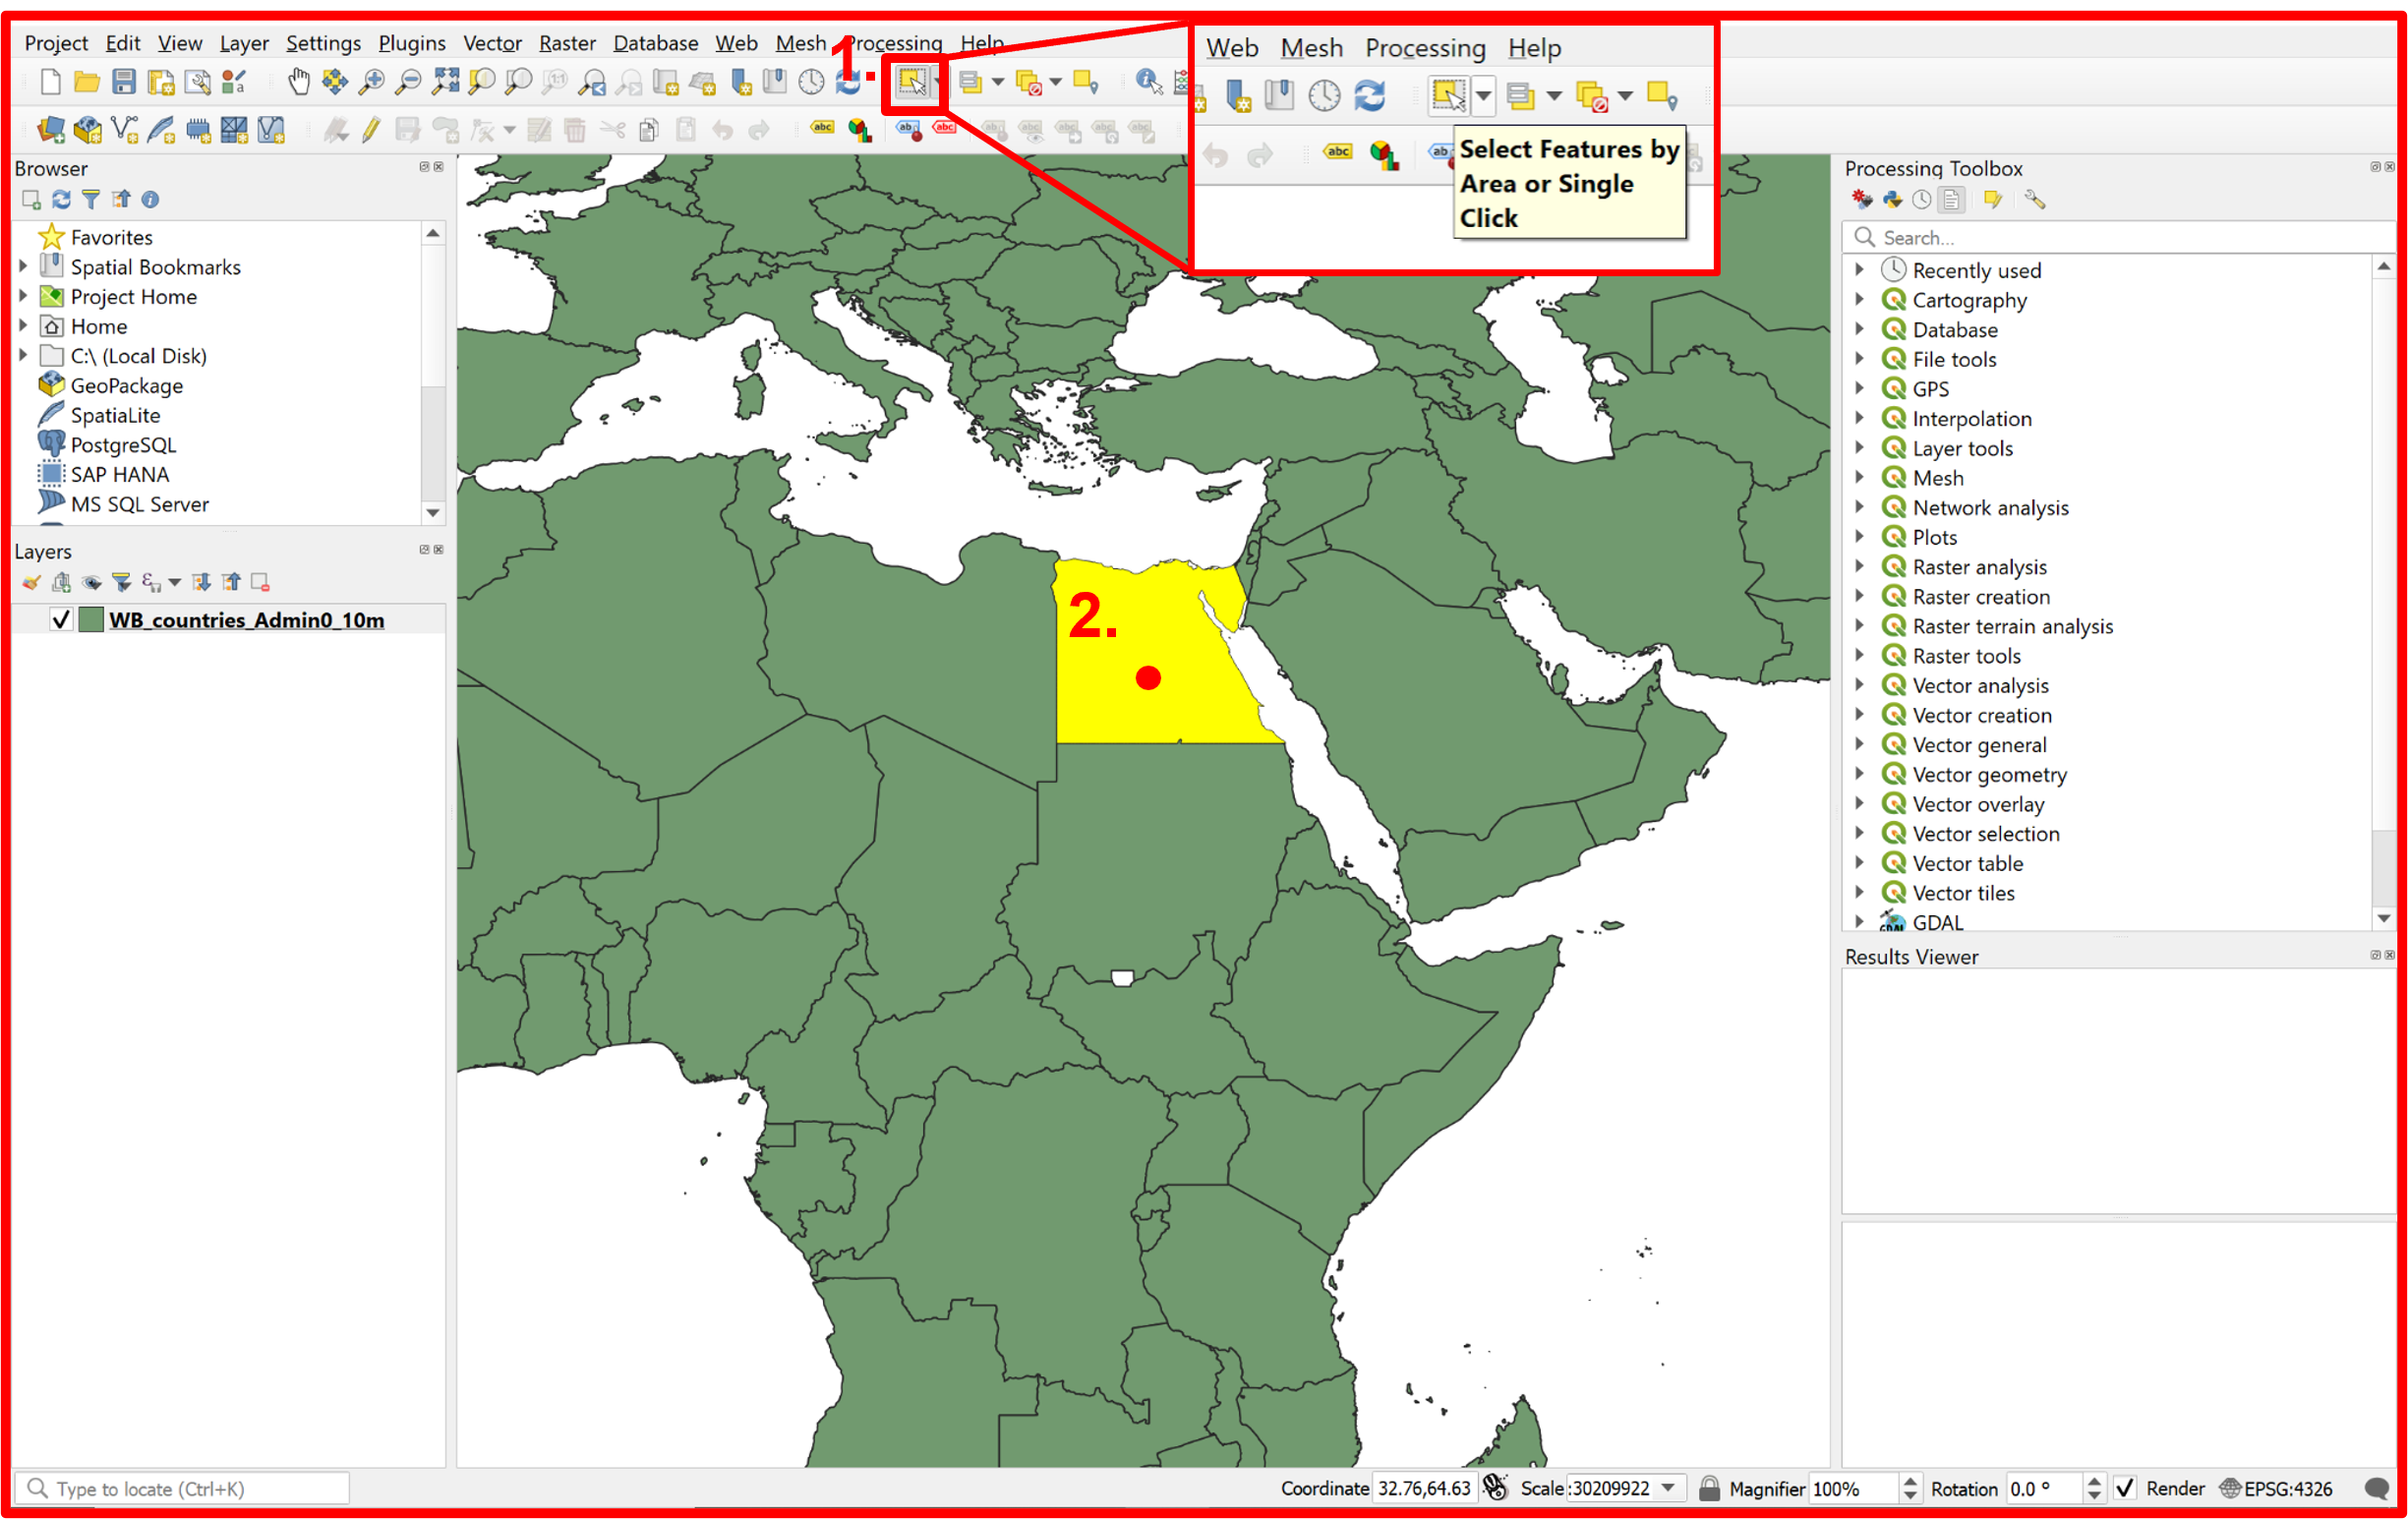 Project Edit View Layer Settings Plugins Vector Raster Database Web Mesh Processing Help
1.
Web Mesh Processing Help
abc
Select Features by
Area or Single
Click
abc
Browser
Favorites
Spatial Bookmarks
Project Home
Home
C:\ (Local Disk)
GeoPackage
SpatiaLite
PostgreSQL
SAP HANA
MS SQL Server
Layers
WB_countries_Admin0_10m
2.
Processing Toolbox
Search...
Recently used
Cartography
Database
File tools
GPS
Interpolation
Layer tools
Mesh
Network analysis
Plots
Raster analysis
Raster creation
Raster terrain analysis
Raster tools
Vector analysis
Vector creation
Vector general
Vector geometry
Vector overlay
Vector selection
Vector table
Vector tiles
GDAL
Results Viewer
Type to locate (Ctrl+K)
Coordinate 32.76,64.63 Scale :30209922 Magnifier 100% Rotation 0.0 ° Render EPSG:4326